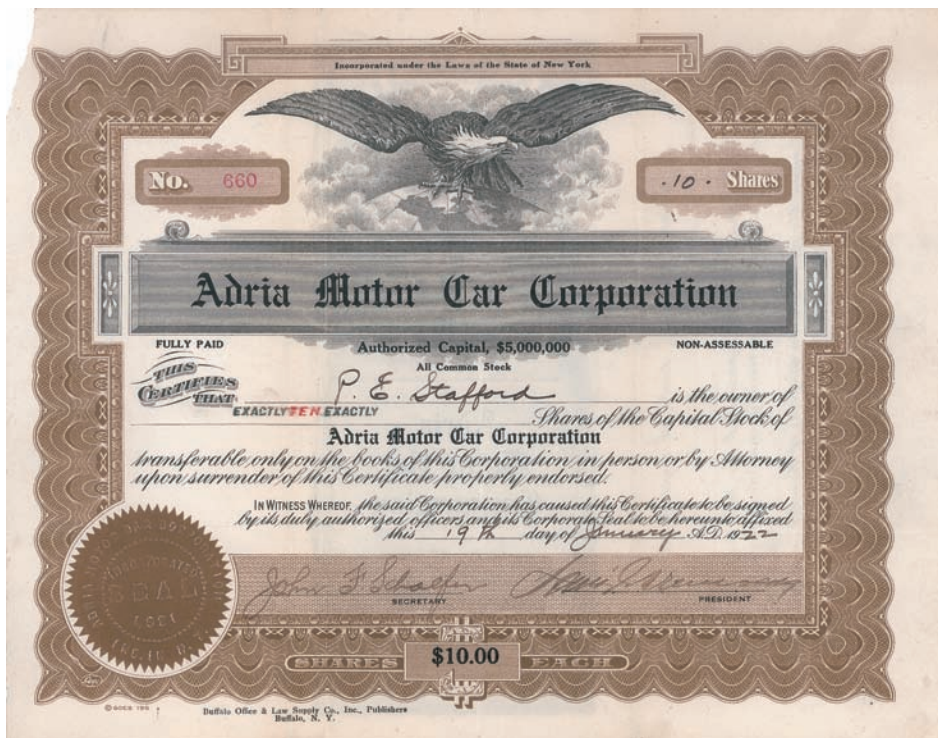 Incorporated under the Laws of the State of New York
No. 660
.10. Shares
Adria Motor Car Corporation
FULLY PAID
Authorized Capital, $5,000,000
NON-ASSESSABLE
All Common Stock
THIS CERTIFIES THAT
P. E. Stafford is the owner of
EXACTLY TEN EXACTLY Shares of the Capital Stock of
Adria Motor Car Corporation
transferable only on the books of this Corporation in person or by Attorney
upon surrender of this Certificate properly endorsed.
IN WITNESS WHEREOF, the said Corporation has caused this Certificate to be signed
by its duly authorized officers and its Corporate Seal to be hereunto affixed
this 19th day of January A.D. 1922
INCORPORATED
SEAL
1921
John F Schaefer
SECRETARY
PRESIDENT
SHARES $10.00 EACH
© GOES
Buffalo Office & Law Supply Co., Inc., Publishers
Buffalo, N. Y.